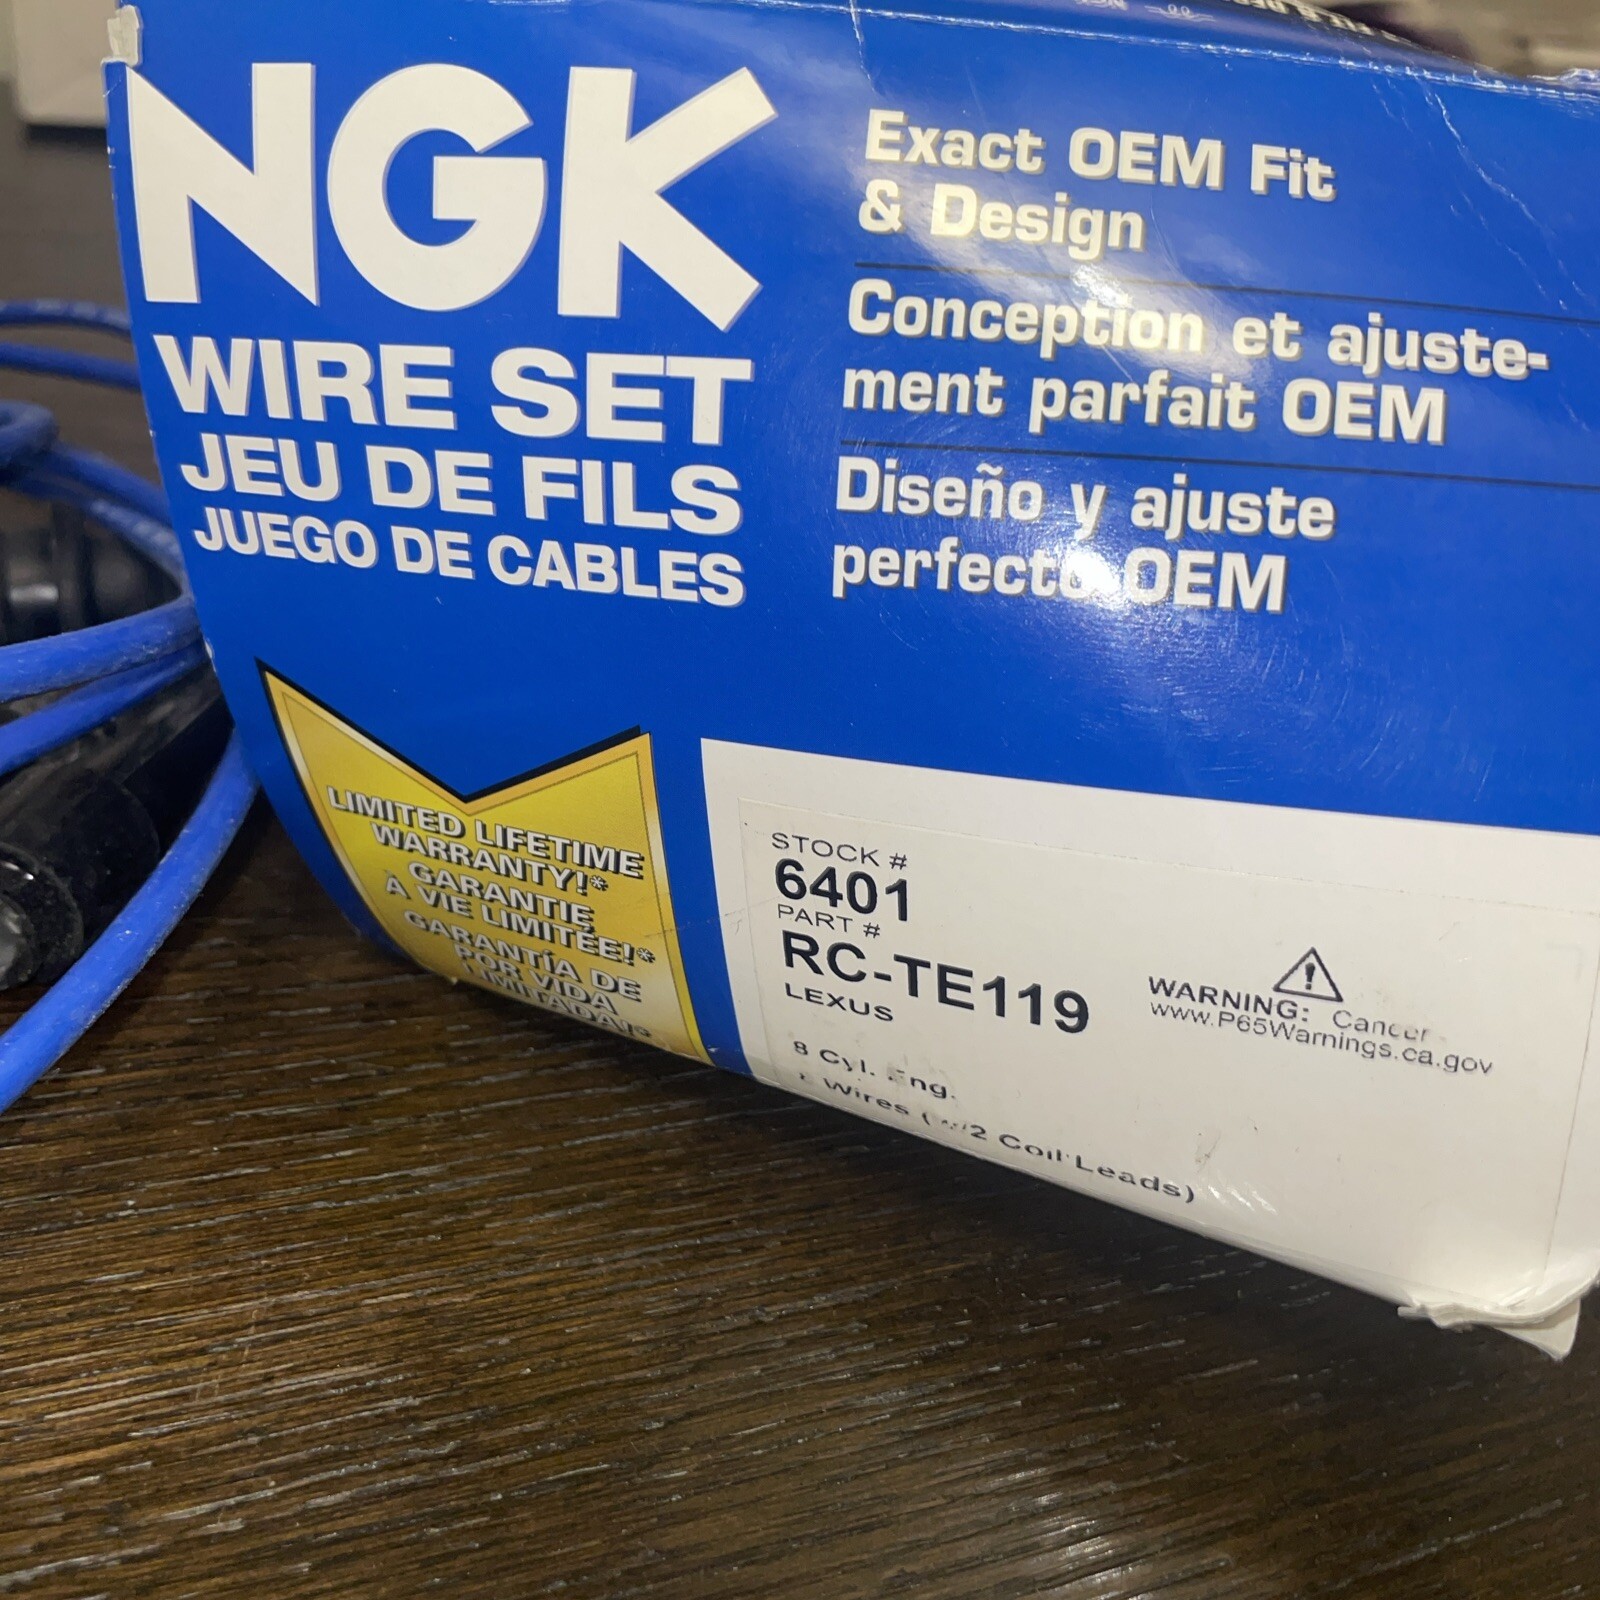 NGK
WIRE SET
JEU DE FILS
JUEGO DE CABLES
Exact OEM Fit
& Design
Conception et ajuste-
ment parfait OEM
Diseño y ajuste
perfecto OEM
LIMITED LIFETIME
WARRANTY!*
GARANTIE
À VIE LIMITÉE!*
GARANTÍA DE
POR VIDA
LIMITADA!*
STOCK #
6401
PART #
RC-TE119
LEXUS
8 Cyl. Eng.
Wires (w/2 Coil Leads)
WARNING: Cancer -
www.P65Warnings.ca.gov